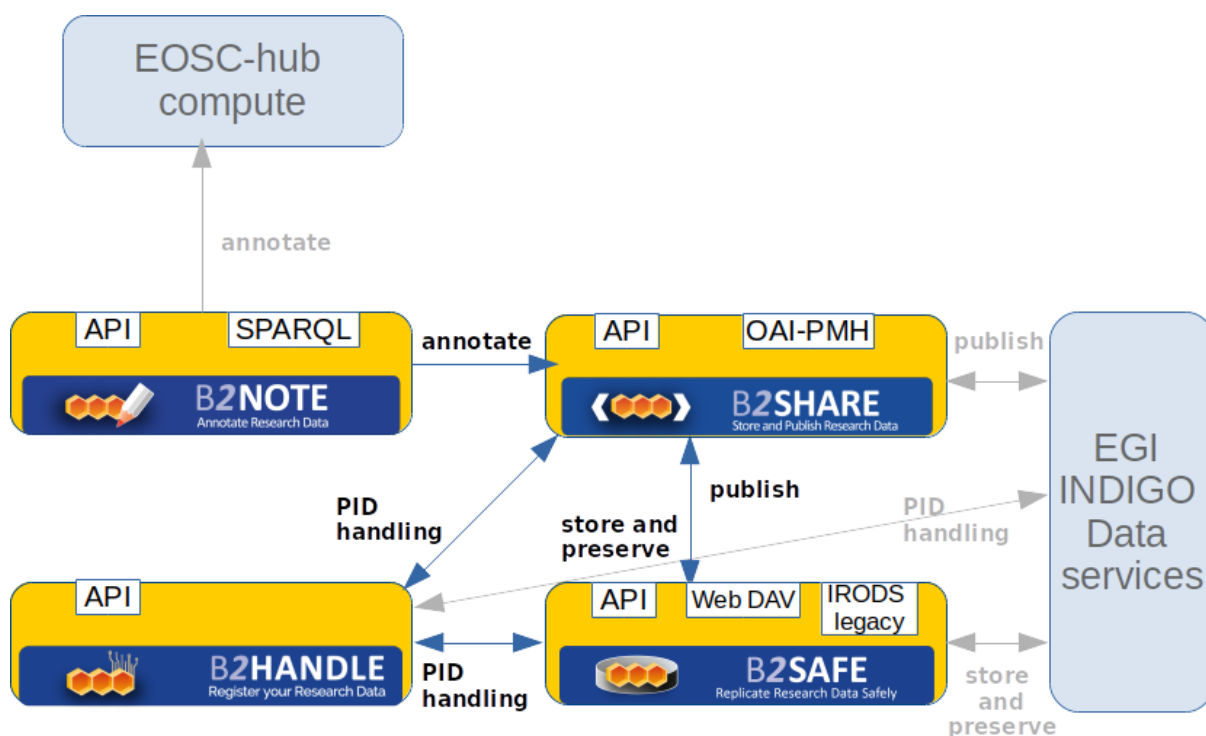 EOSC-hub
compute
annotate
API
SPARQL
B2NOTE
Annotate Research Data
annotate
API
OAI-PMH
B2SHARE
Store and Publish Research Data
publish
EGI
INDIGO
Data
services
PID
handling
publish
store and
preserve
PID
handling
API
B2HANDLE
Register your Research Data
PID
handling
API
Web DAV
IRODS
legacy
B2SAFE
Replicate Research Data Safely
store
and
preserve